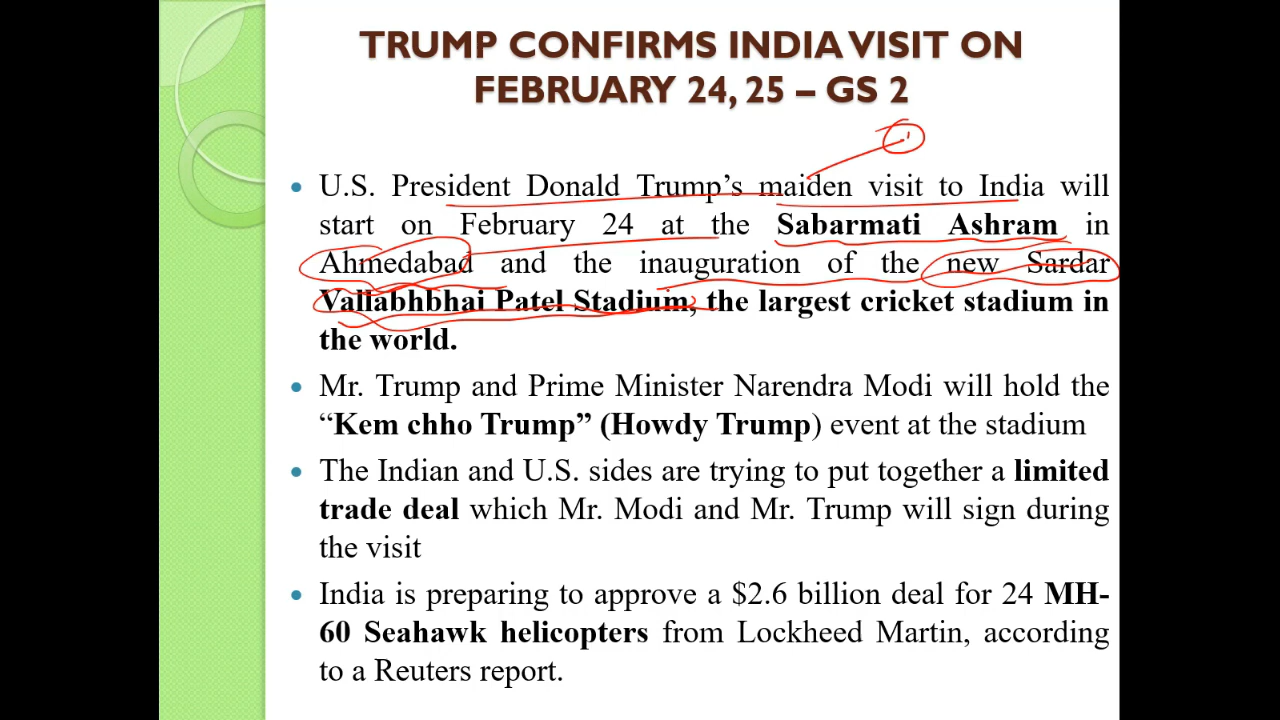 TRUMP CONFIRMS INDIA VISIT ON
FEBRUARY 24, 25 – GS 2
• U.S. President Donald Trump’s maiden visit to India will
start on February 24 at the Sabarmati Ashram in
Ahmedabad and the inauguration of the new Sardar
Vallabhbhai Patel Stadium, the largest cricket stadium in
the world.
• Mr. Trump and Prime Minister Narendra Modi will hold the
“Kem chho Trump” (Howdy Trump) event at the stadium
• The Indian and U.S. sides are trying to put together a limited
trade deal which Mr. Modi and Mr. Trump will sign during
the visit
• India is preparing to approve a $2.6 billion deal for 24 MH-
60 Seahawk helicopters from Lockheed Martin, according
to a Reuters report.